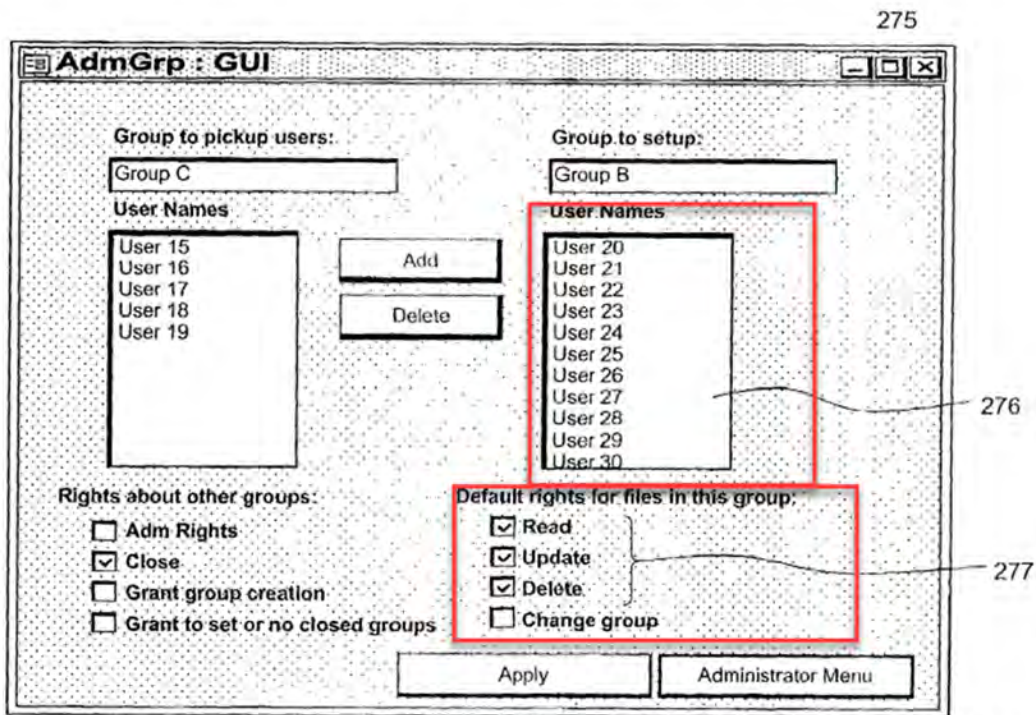 275
AdmGrp : GUI
Group to pickup users:
Group C
User Names
User 15
User 16
User 17
User 18
User 19
Add
Delete
Group to setup:
Group B
User Names
User 20
User 21
User 22
User 23
User 24
User 25
User 26
User 27
User 28
User 29
User 30
276
Rights about other groups:
Adm Rights
Close
Grant group creation
Grant to set or no closed groups
Default rights for files in this group:
Read
Update
Delete
Change group
277
Apply
Administrator Menu